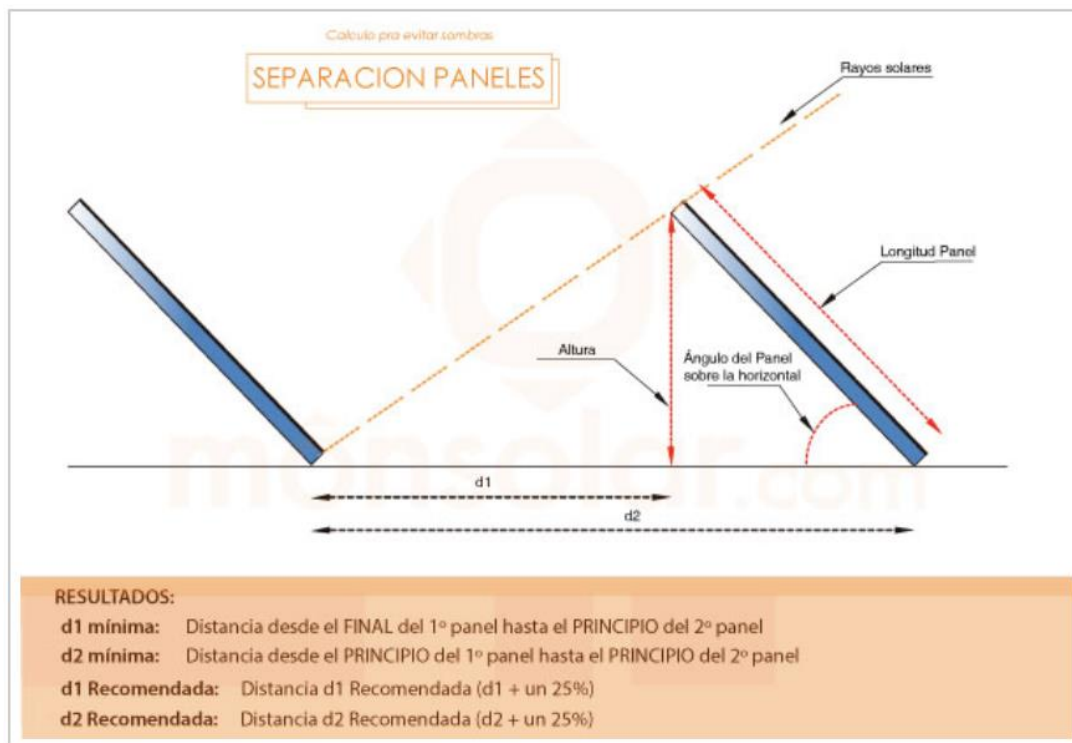 Calculo pra evitar sombras
SEPARACION PANELES
Rayos solares
Longitud Panel
Altura
Ángulo del Panel
sobre la horizontal
monsolar.com
d1
d2
RESULTADOS:
d1 mínima: Distancia desde el FINAL del 1º panel hasta el PRINCIPIO del 2º panel
d2 mínima: Distancia desde el PRINCIPIO del 1º panel hasta el PRINCIPIO del 2º panel
d1 Recomendada: Distancia d1 Recomendada (d1 + un 25%)
d2 Recomendada: Distancia d2 Recomendada (d2 + un 25%)